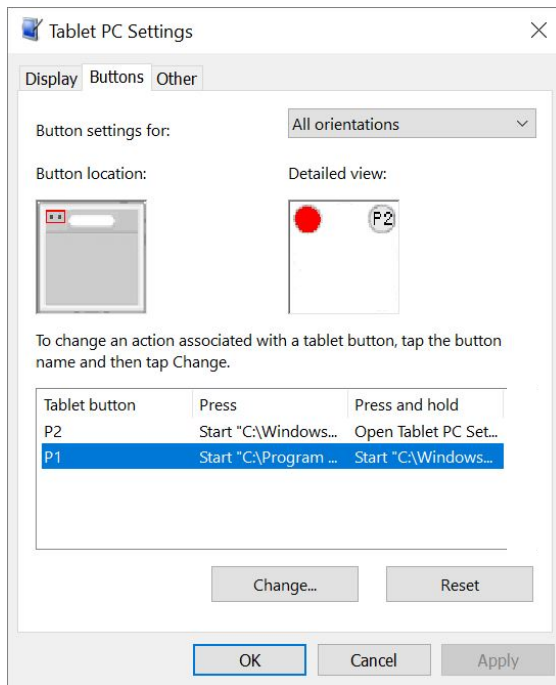 Tablet PC Settings
Display Buttons Other
Button settings for: All orientations
Button location: Detailed view:
P2
To change an action associated with a tablet button, tap the button
name and then tap Change.
Tablet button Press Press and hold
P2 Start "C:\Windows... Open Tablet PC Set...
P1 Start "C:\Program ... Start "C:\Windows...
Change... Reset
OK Cancel Apply